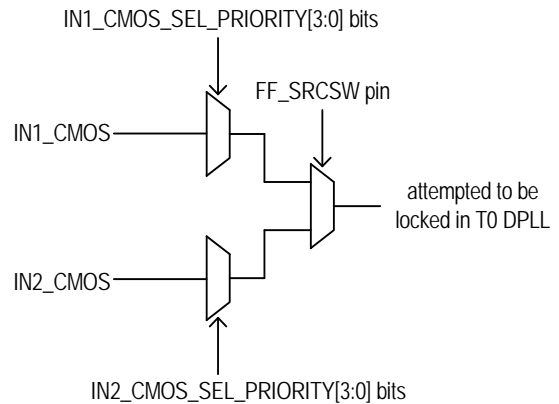 IN1_CMOS_SEL_PRIORITY[3:0] bits
FF_SRCSW pin
IN1_CMOS
attempted to be
locked in T0 DPLL
IN2_CMOS
IN2_CMOS_SEL_PRIORITY[3:0] bits